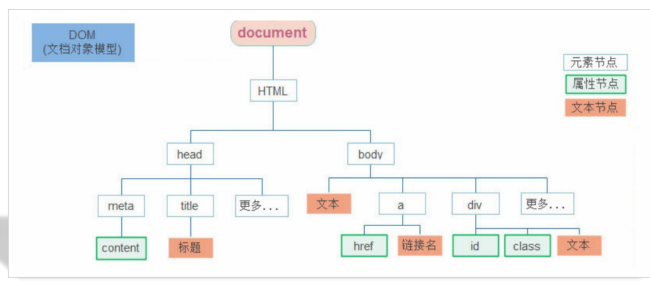 DOM
(文档对象模型)
document
元素节点
属性节点
文本节点
HTML
head
body
meta
title
更多...
文本
a
div
更多...
content
标题
href
链接名
id
class
文本